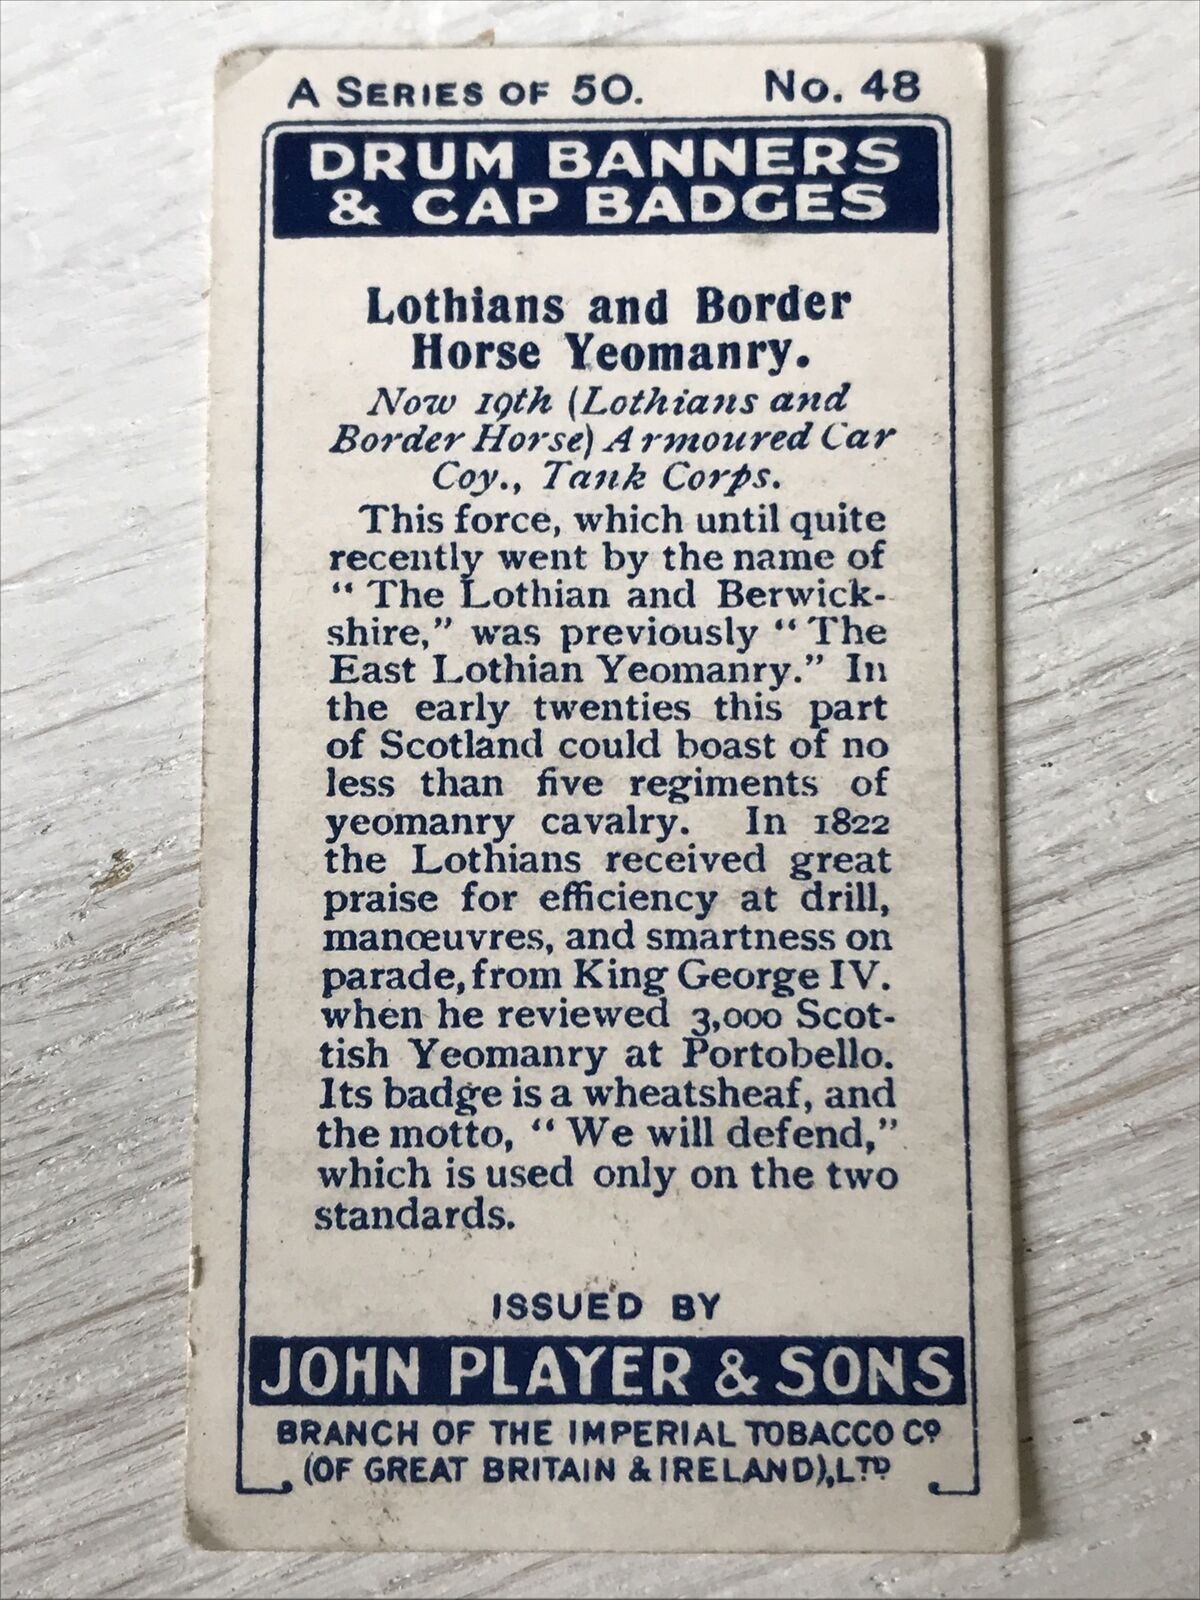 A SERIES OF 50. No. 48
DRUM BANNERS
& CAP BADGES
Lothians and Border
Horse Yeomanry.
Now 19th (Lothians and
Border Horse) Armoured Car
Coy., Tank Corps.
This force, which until quite
recently went by the name of
“ The Lothian and Berwick-
shire,” was previously “ The
East Lothian Yeomanry.” In
the early twenties this part
of Scotland could boast of no
less than five regiments of
yeomanry cavalry. In 1822
the Lothians received great
praise for efficiency at drill,
manœuvres, and smartness on
parade, from King George IV.
when he reviewed 3,000 Scot-
tish Yeomanry at Portobello.
Its badge is a wheatsheaf, and
the motto, “ We will defend,”
which is used only on the two
standards.
ISSUED BY
JOHN PLAYER & SONS
BRANCH OF THE IMPERIAL TOBACCO Co.
(OF GREAT BRITAIN & IRELAND), LTD